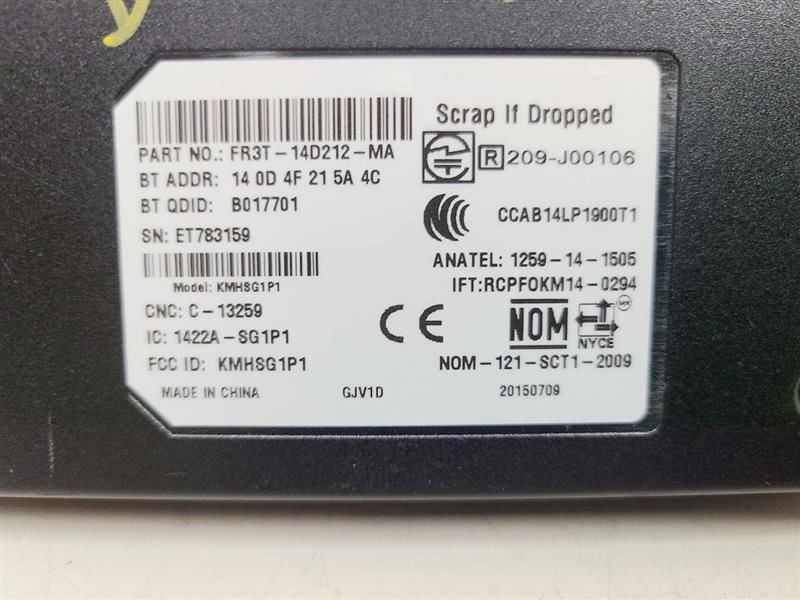 y
Scrap If Dropped
PART NO.: FR3T-14D212-MA
R 209-J00106
BT ADDR: 14 0D 4F 21 5A 4C
BT QDID: B017701
CCAB14LP1900T1
SN: ET783159
ANATEL: 1259-14-1505
Model: KMHSG1P1
IFT:RCPFOKM14-0294
CNC: C-13259
CE
NOM
NYCE
MR
IC: 1422A-SG1P1
FCC ID: KMHSG1P1
NOM-121-SCT1-2009
MADE IN CHINA
GJV1D
20150709